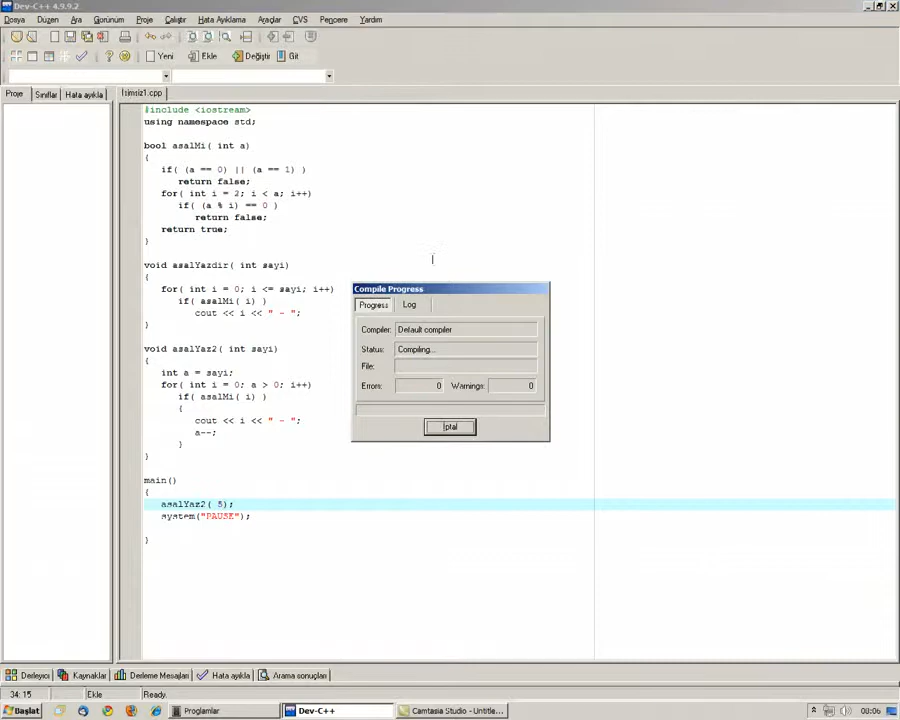 Dev-C++ 4.9.9.2
Dosya Düzen Ara Görünüm Proje Çalıştır Hata Ayıklama Araçlar CVS Pencere Yardım
Yeni Ekle Değiştir Git
Proje Sınıflar Hata ayıkla İsimsiz1.cpp
#include <iostream>
using namespace std;
bool asalMi( int a)
{
if( (a == 0) || (a == 1) )
return false;
for( int i = 2; i < a; i++)
if( (a % i) == 0 )
return false;
return true;
}
void asalYazdir( int sayi)
{
for( int i = 0; i <= sayi; i++)
if( asalMi( i) )
cout << i << " - ";
}
void asalYaz2( int sayi)
{
int a = sayi;
for( int i = 0; a > 0; i++)
if( asalMi( i) )
{
cout << i << " - ";
a--;
}
}
main()
{
asalYaz2( 5);
system("PAUSE");
}
Compile Progress
Progress Log
Compiler: Default compiler
Status: Compiling...
File:
Errors: 0 Warnings: 0
İptal
Derleyici Kaynaklar Derleme Mesajları Hata ayıkla Arama sonuçları
34: 15 Ekle Ready.
Başlat Proglamlar Dev-C++ Camtasia Studio - Untitle... 08:06